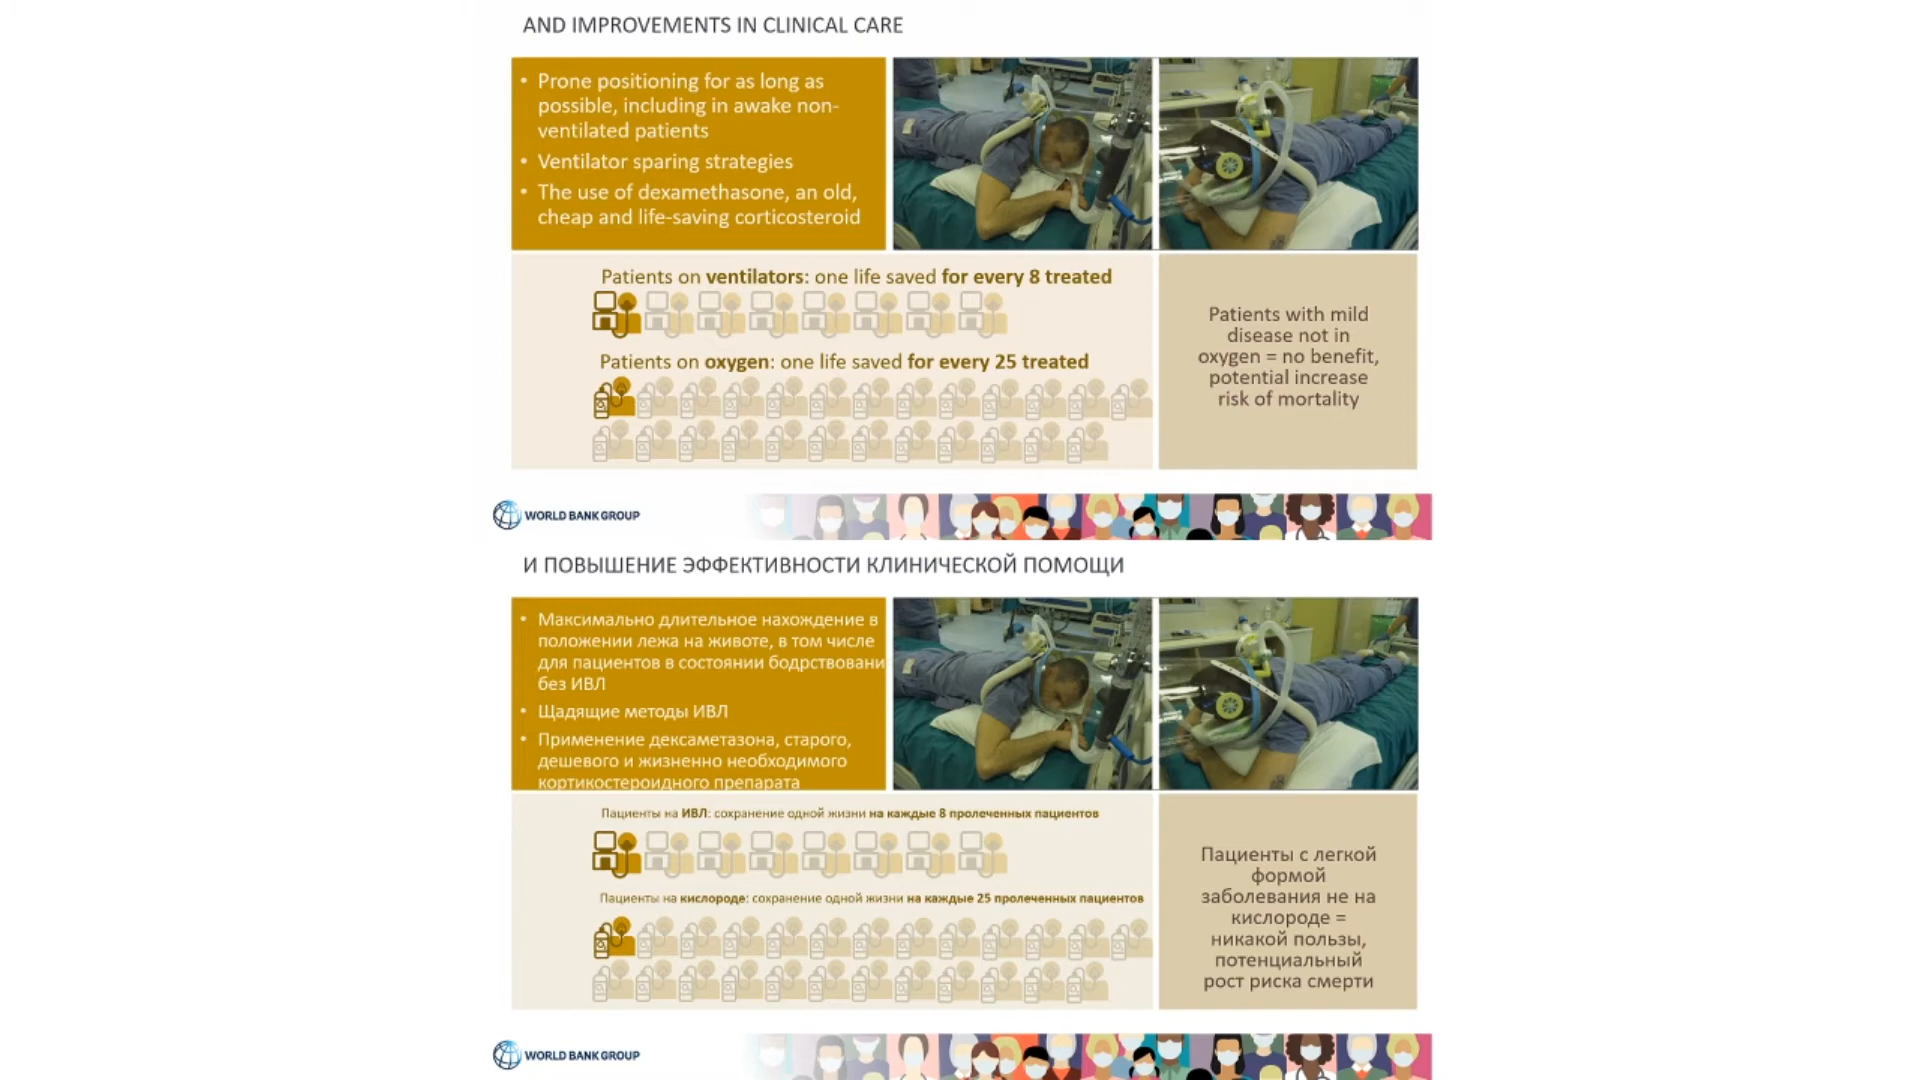 AND IMPROVEMENTS IN CLINICAL CARE
• Prone positioning for as long as
possible, including in awake non-
ventilated patients
• Ventilator sparing strategies
• The use of dexamethasone, an old,
cheap and life-saving corticosteroid
Patients on ventilators: one life saved for every 8 treated
Patients on oxygen: one life saved for every 25 treated
Patients with mild
disease not in
oxygen = no benefit,
potential increase
risk of mortality
WORLD BANK GROUP
И ПОВЫШЕНИЕ ЭФФЕКТИВНОСТИ КЛИНИЧЕСКОЙ ПОМОЩИ
• Максимально длительное нахождение в
положении лежа на животе, в том числе
для пациентов в состоянии бодрствовани
без ИВЛ
• Щадящие методы ИВЛ
• Применение дексаметазона, старого,
дешевого и жизненно необходимого
кортикостероидного препарата
Пациенты на ИВЛ: сохранение одной жизни на каждые 8 пролеченных пациентов
Пациенты на кислороде: сохранение одной жизни на каждые 25 пролеченных пациентов
Пациенты с легкой
формой
заболевания не на
кислороде =
никакой пользы,
потенциальный
рост риска смерти
WORLD BANK GROUP